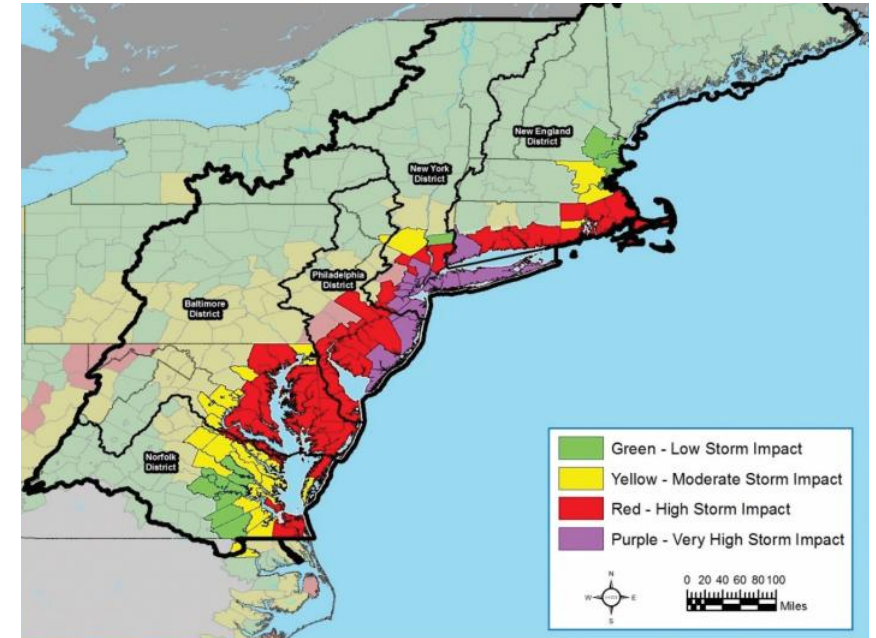 New England
District
New York
District
Philadelphia
District
Baltimore
District
Norfolk
District
Green - Low Storm Impact
Yellow - Moderate Storm Impact
Red - High Storm Impact
Purple - Very High Storm Impact
N
W
E
S
0 20 40 60 80 100
Miles